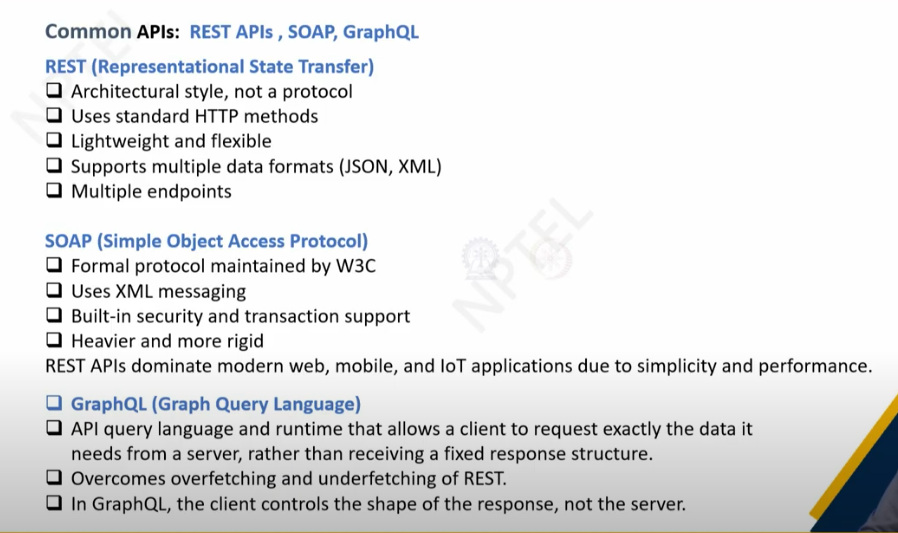 Common APIs: REST APIs , SOAP, GraphQL
REST (Representational State Transfer)
❑ Architectural style, not a protocol
❑ Uses standard HTTP methods
❑ Lightweight and flexible
❑ Supports multiple data formats (JSON, XML)
❑ Multiple endpoints
SOAP (Simple Object Access Protocol)
❑ Formal protocol maintained by W3C
❑ Uses XML messaging
❑ Built-in security and transaction support
❑ Heavier and more rigid
REST APIs dominate modern web, mobile, and IoT applications due to simplicity and performance.
❑ GraphQL (Graph Query Language)
❑ API query language and runtime that allows a client to request exactly the data it
needs from a server, rather than receiving a fixed response structure.
❑ Overcomes overfetching and underfetching of REST.
❑ In GraphQL, the client controls the shape of the response, not the server.
NPTEL
NPTEL